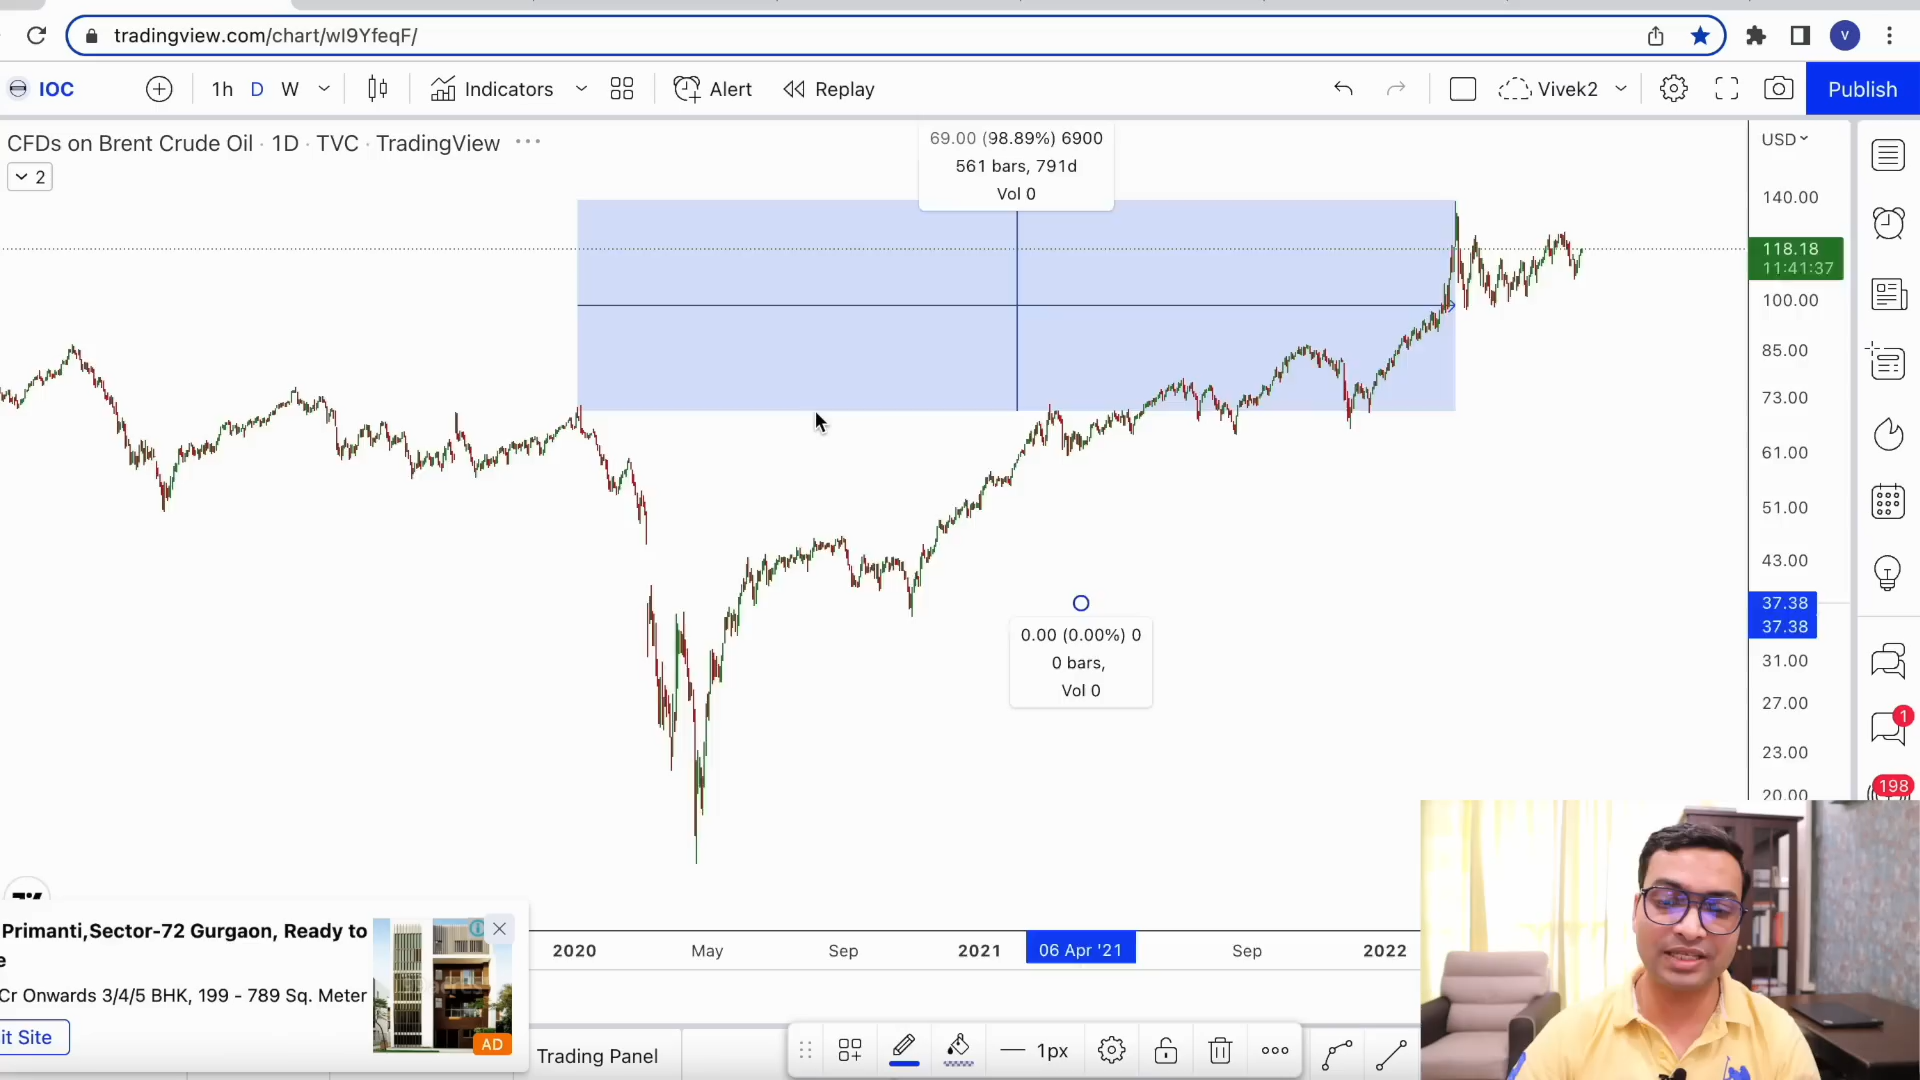 tradingview.com/chart/wI9YfeqF/
V
IOC
1h D W
Indicators
Alert
Replay
Vivek2
Publish
CFDs on Brent Crude Oil · 1D · TVC · TradingView
2
69.00 (98.89%) 6900
561 bars, 791d
Vol 0
USD
140.00
118.18
11:41:37
100.00
85.00
73.00
61.00
51.00
43.00
37.38
37.38
31.00
27.00
23.00
20.00
0.00 (0.00%) 0
0 bars,
Vol 0
1
198
Primanti,Sector-72 Gurgaon, Ready to
e
Cr Onwards 3/4/5 BHK, 199 - 789 Sq. Meter
it Site
AD
2020
May
Sep
2021
06 Apr '21
Sep
2022
Trading Panel
1px